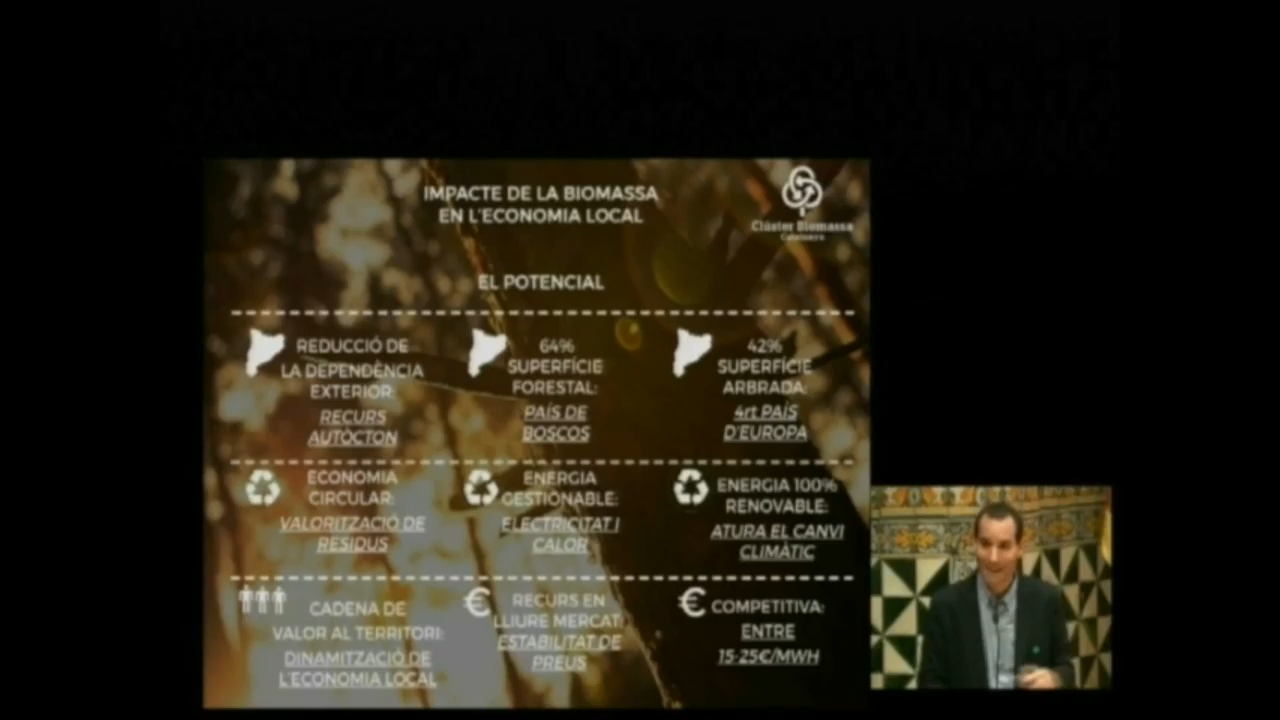 IMPACTE DE LA BIOMASSA
EN L'ECONOMIA LOCAL
Clúster Biomassa
Catalunya
EL POTENCIAL
REDUCCIÓ DE
LA DEPENDÈNCIA
EXTERIOR:
RECURS
AUTÒCTON
64%
SUPERFÍCIE
FORESTAL:
PAÍS DE
BOSCOS
42%
SUPERFÍCIE
ARBRADA:
4rt PAÍS
D'EUROPA
ECONOMIA
CIRCULAR:
VALORITZACIÓ DE
RESIDUS
ENERGIA
GESTIONABLE:
ELECTRICITAT I
CALOR
ENERGIA 100%
RENOVABLE:
ATURA EL CANVI
CLIMÀTIC
CADENA DE
VALOR AL TERRITORI:
DINAMITZACIÓ DE
L'ECONOMIA LOCAL
€
RECURS EN
LLIURE MERCAT:
ESTABILITAT DE
PREUS
€
COMPETITIVA:
ENTRE
15-25€/MWH